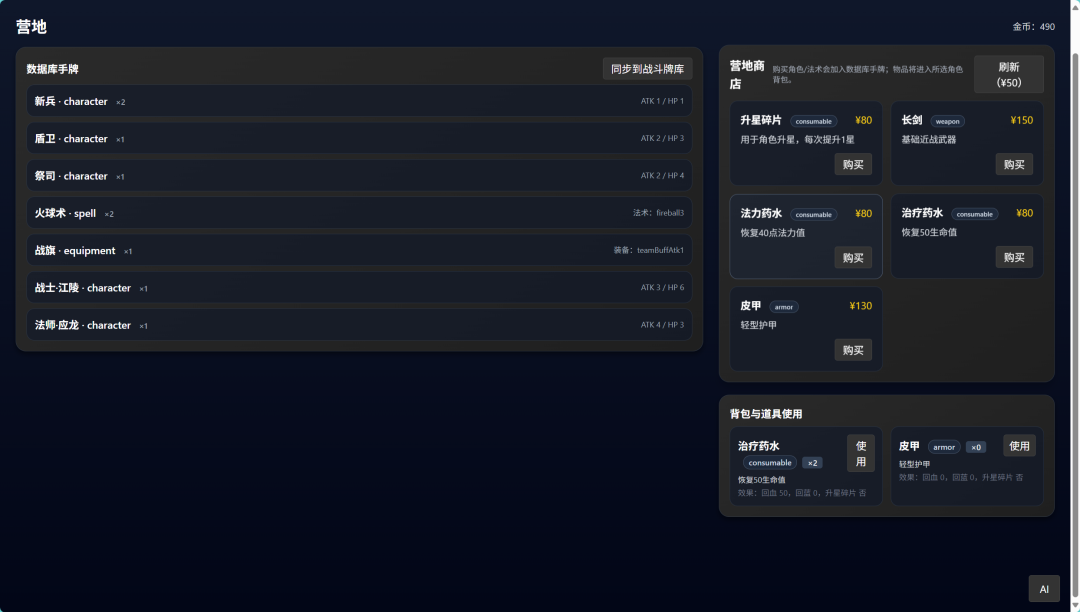 营地
金币：490
数据库手牌
同步到战斗牌库
新兵 · character ×2
ATK 1 / HP 1
盾卫 · character ×1
ATK 2 / HP 3
祭司 · character ×1
ATK 2 / HP 4
火球术 · spell ×2
法术：fireball3
战旗 · equipment ×1
装备：teamBuffAtk1
战士·江陵 · character ×1
ATK 3 / HP 6
法师·应龙 · character ×1
ATK 4 / HP 3
营地商
店
购买角色/法术会加入数据库手牌；物品将进入所选角色
背包。
刷新
(¥50)
升星碎片 consumable ¥80
用于角色升星，每次提升1星
购买
长剑 weapon ¥150
基础近战武器
购买
法力药水 consumable ¥80
恢复40点法力值
购买
治疗药水 consumable ¥80
恢复50生命值
购买
皮甲 armor ¥130
轻型护甲
购买
背包与道具使用
治疗药水
consumable ×2
恢复50生命值
效果：回血 50，回蓝 0，升星碎片 否
使
用
皮甲 armor ×0
轻型护甲
效果：回血 0，回蓝 0，升星碎片 否
使用
AI